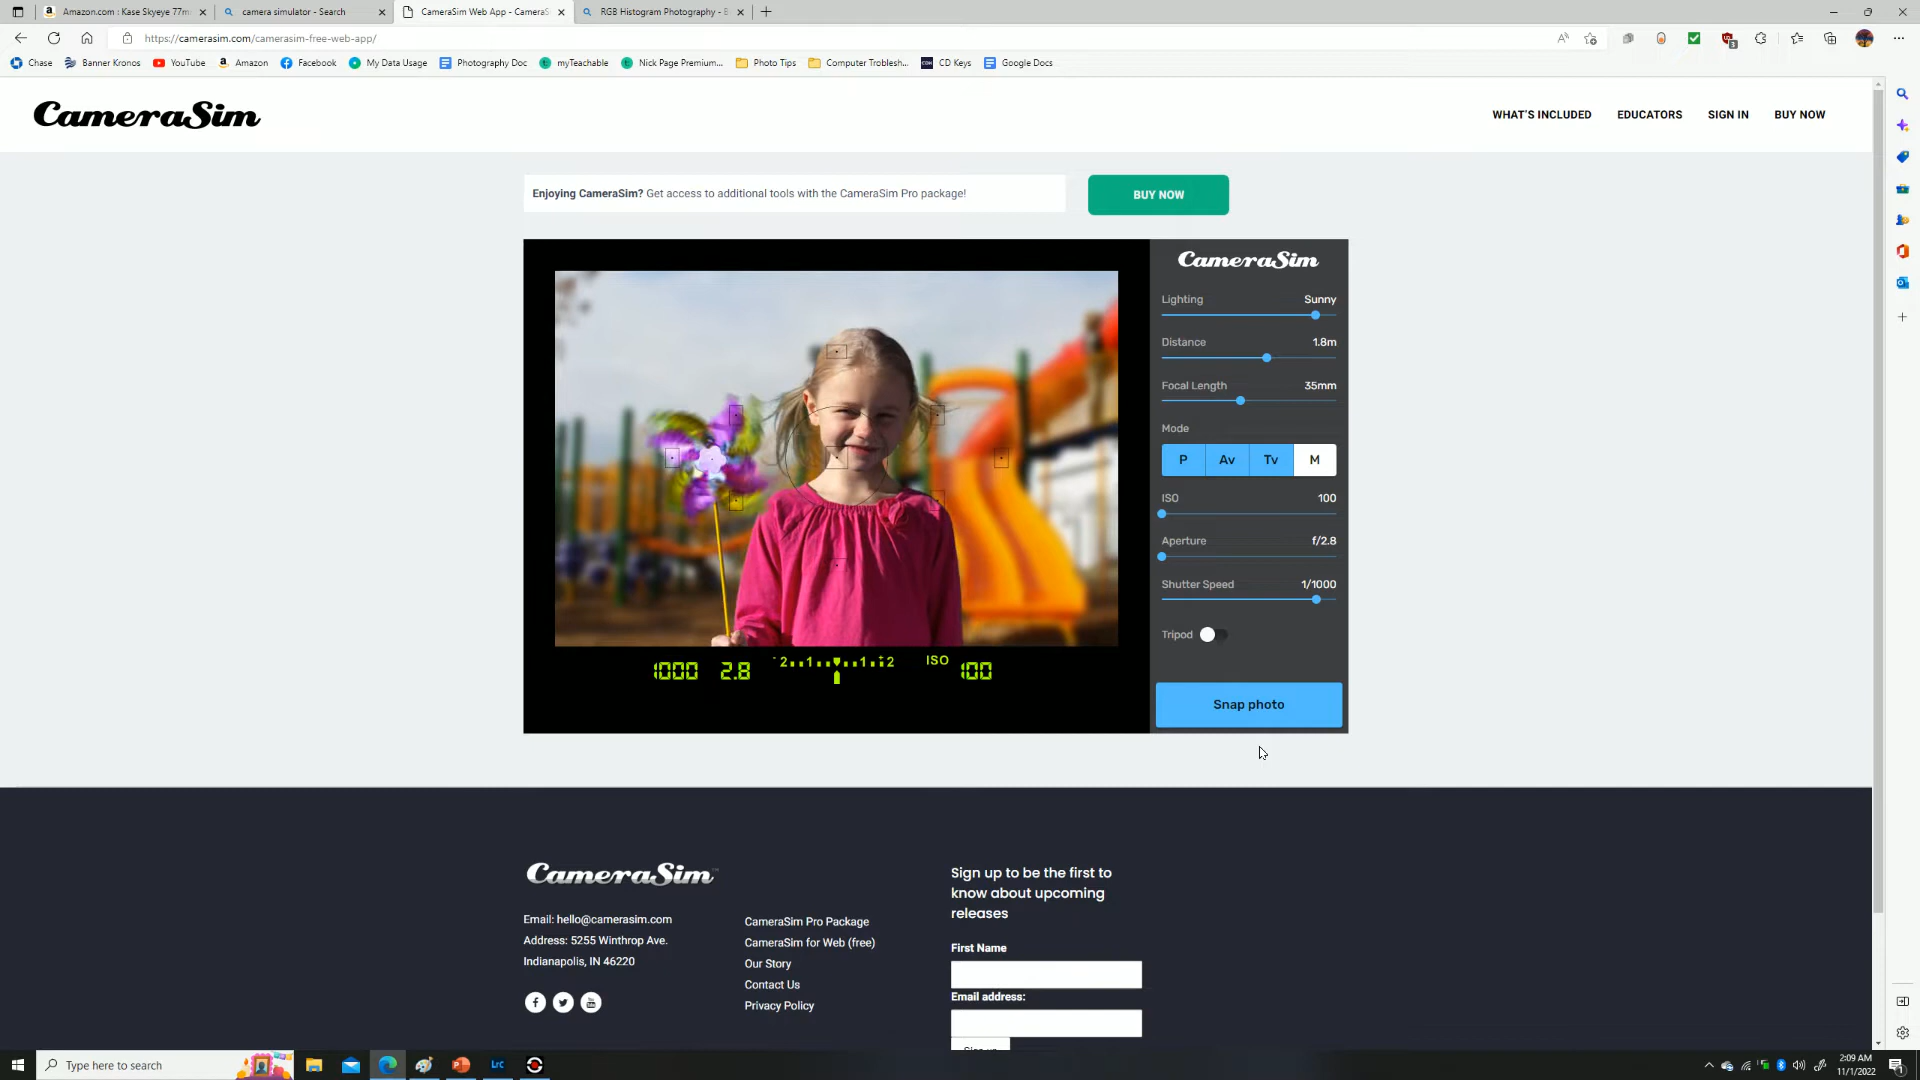 Amazon.com : Kase Skyeye 77m
camera simulator - Search
CameraSim Web App - CameraS
RGB Histogram Photography - B
https://camerasim.com/camerasim-free-web-app/
Chase
Banner Kronos
YouTube
Amazon
Facebook
My Data Usage
Photography Doc
myTeachable
Nick Page Premium...
Photo Tips
Computer Troblesh...
CD Keys
Google Docs
CameraSim
WHAT'S INCLUDED
EDUCATORS
SIGN IN
BUY NOW
Enjoying CameraSim? Get access to additional tools with the CameraSim Pro package!
BUY NOW
CameraSim
Lighting Sunny
Distance 1.8m
Focal Length 35mm
Mode
P Av Tv M
ISO 100
Aperture f/2.8
Shutter Speed 1/1000
Tripod
Snap photo
1000 2.8 -2..1..▼..1..+2 ISO 100
CameraSim
Email: hello@camerasim.com
Address: 5255 Winthrop Ave.
Indianapolis, IN 46220
CameraSim Pro Package
CameraSim for Web (free)
Our Story
Contact Us
Privacy Policy
Sign up to be the first to
know about upcoming
releases
First Name
Email address:
Type here to search
LrC
2:09 AM
11/1/2022